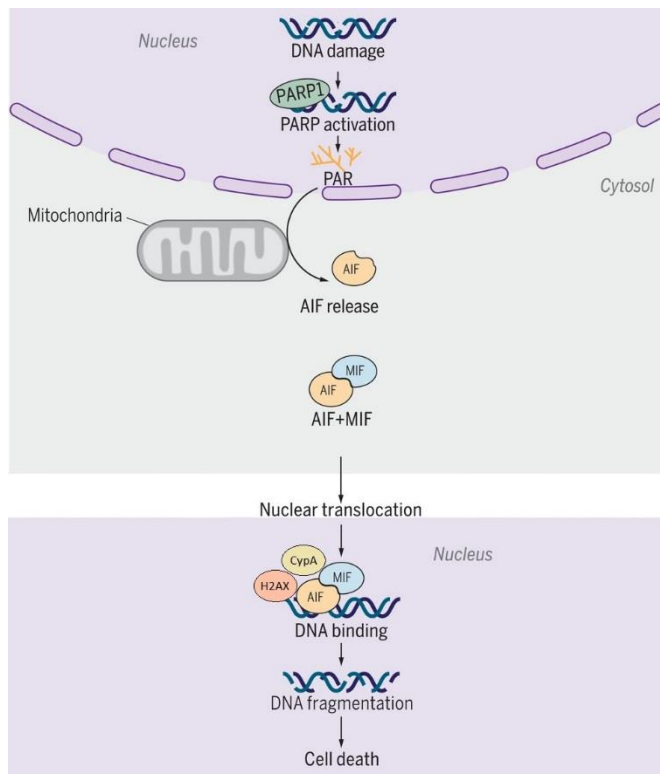 Nucleus
DNA damage
PARP1
PARP activation
PAR
Cytosol
Mitochondria
AIF
AIF release
MIF
AIF
AIF+MIF
Nuclear translocation
Nucleus
CypA
MIF
H2AX
AIF
DNA binding
DNA fragmentation
Cell death